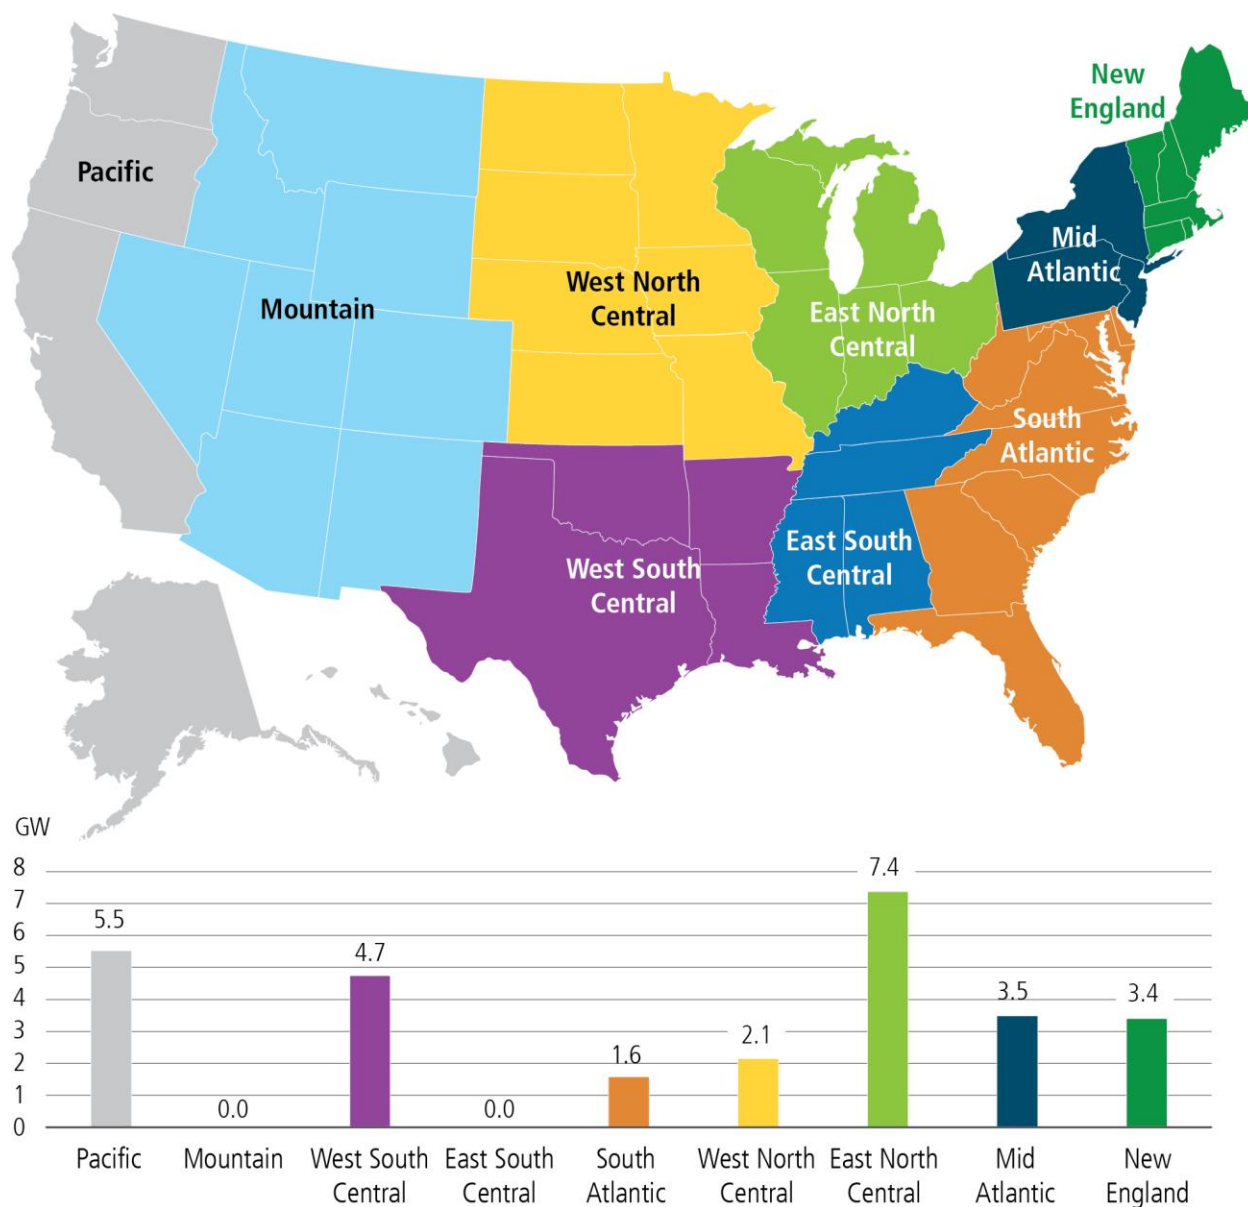 New
England
Pacific
Mid
Atlantic
West North
Central
Mountain
East North
Central
South
Atlantic
East South
Central
West South
Central
GW
8
7
6
5
4
3
2
1
0
5.5
0.0
4.7
0.0
1.6
2.1
7.4
3.5
3.4
Pacific
Mountain
West South
Central
East South
Central
South
Atlantic
West North
Central
East North
Central
Mid
Atlantic
New
England